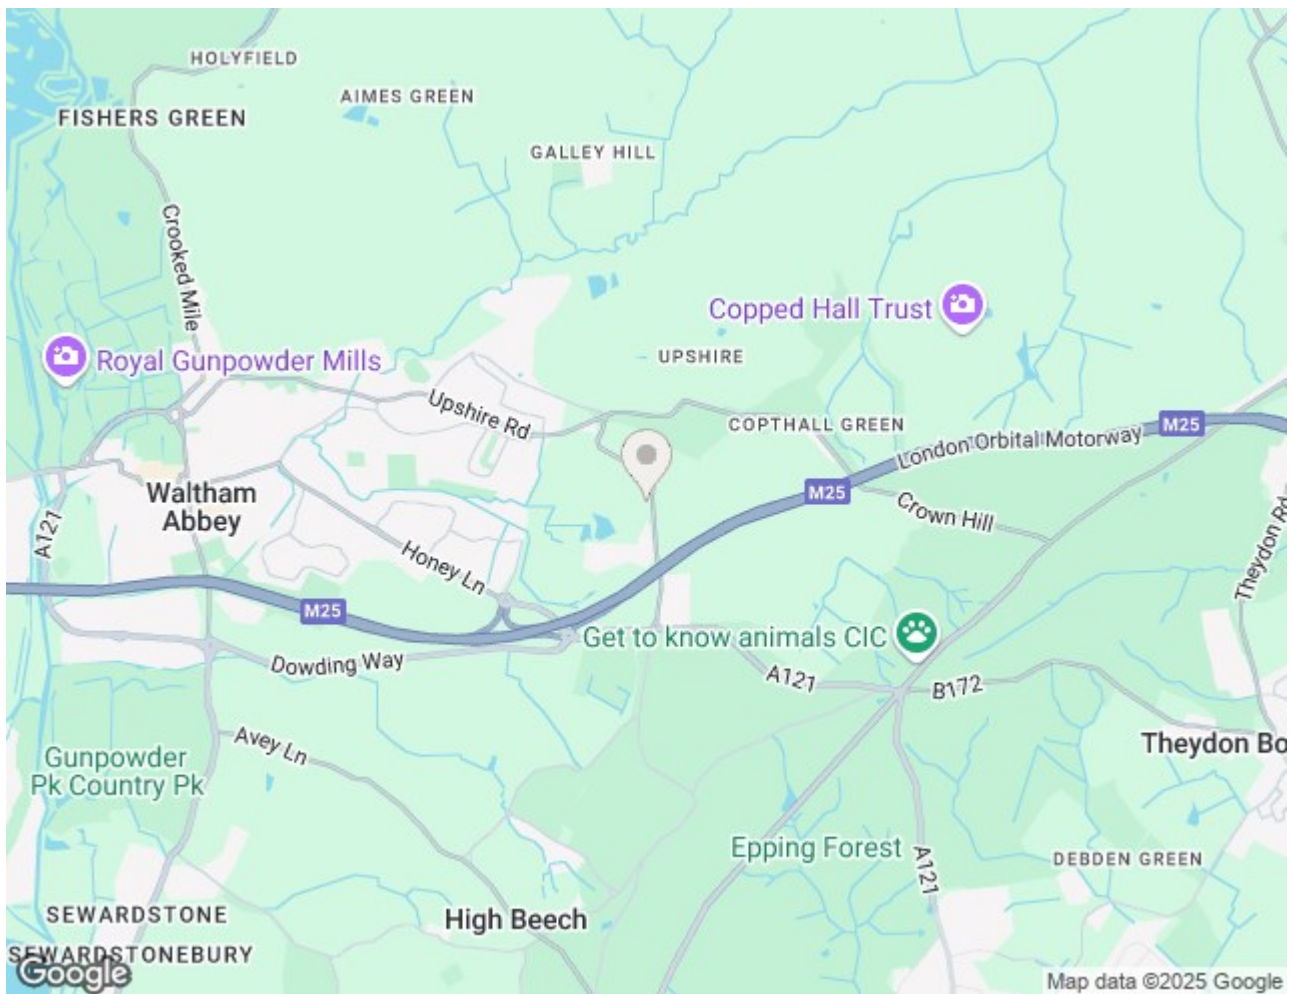 HOLYFIELD
AIMES GREEN
FISHERS GREEN
GALLEY HILL
Crooked Mile
Copped Hall Trust
UPSHIRE
Royal Gunpowder Mills
Upshire Rd
COPTHALL GREEN
M25
London Orbital Motorway
M25
Waltham
Abbey
Crown Hill
A121
Theydon Rd
Honey Ln
M25
Get to know animals CIC
Dowding Way
A121
B172
Avey Ln
Gunpowder
Pk Country Pk
Theydon Bo
Epping Forest
A121
DEBDEN GREEN
SEWARDSTONE
High Beech
SEWARDSTONEBURY
Google
Map data ©2025 Google